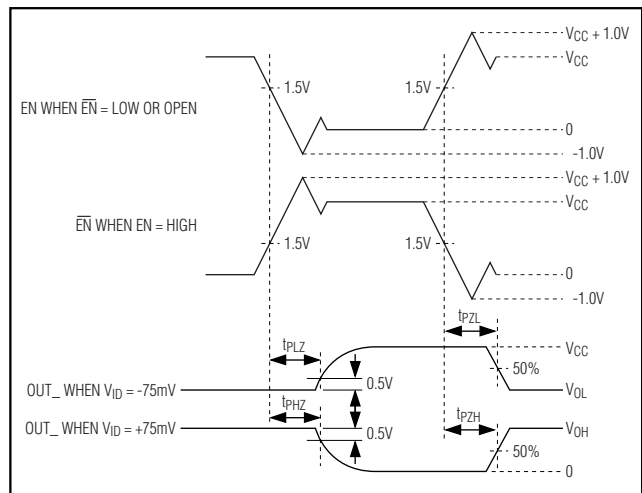 VCC + 1.0V
VCC
1.5V
1.5V
EN WHEN EN = LOW OR OPEN
0
-1.0V
VCC + 1.0V
VCC
EN WHEN EN = HIGH
1.5V
1.5V
0
-1.0V
tPLZ
tPZL
VCC
50%
0.5V
OUT_ WHEN VID = -75mV
VOL
tPHZ
tPZH
OUT_ WHEN VID = +75mV
0.5V
VOH
50%
0